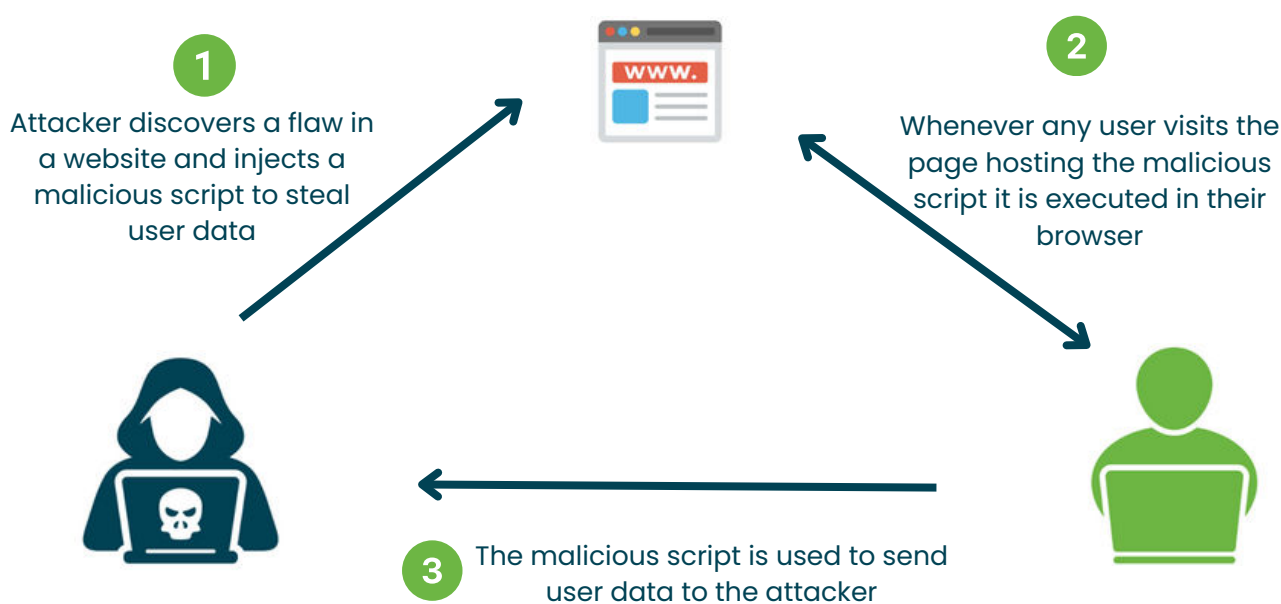 1
Attacker discovers a flaw in
a website and injects a
malicious script to steal
user data
www.
2
Whenever any user visits the
page hosting the malicious
script it is executed in their
browser
3
The malicious script is used to send
user data to the attacker